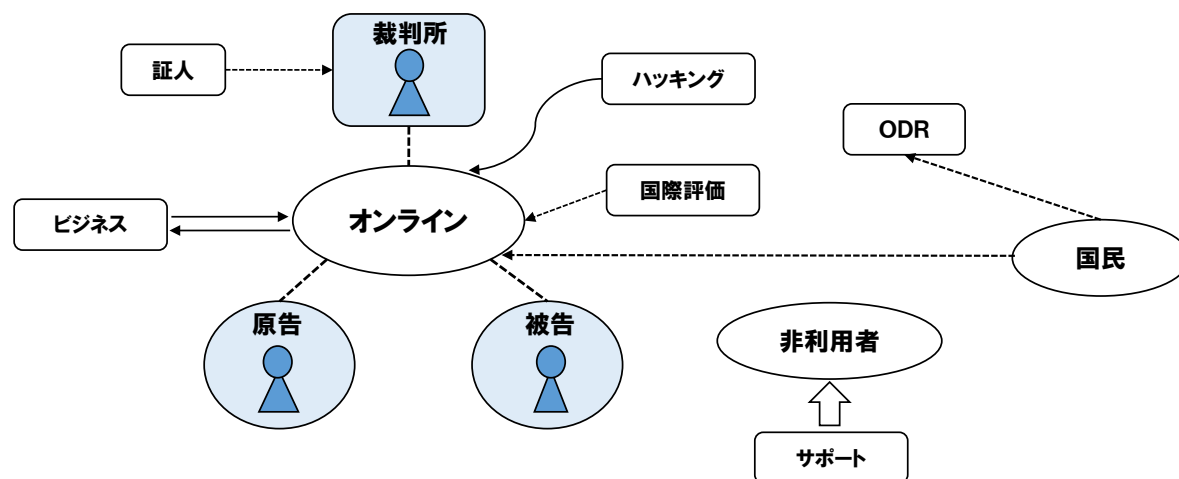 裁判所
証人
ハッキング
ODR
国際評価
オンライン
ビジネス
国民
原告
被告
非利用者
サポート